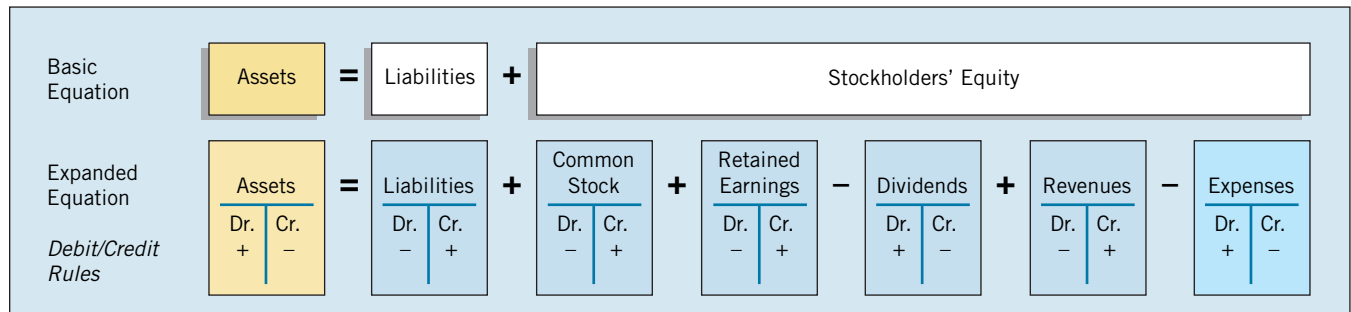 Basic
Equation
Assets = Liabilities + Stockholders’ Equity
Expanded
Equation
Debit/Credit
Rules
Assets
Dr. Cr.
+ −
=
Liabilities
Dr. Cr.
− +
+
Common
Stock
Dr. Cr.
− +
+
Retained
Earnings
Dr. Cr.
− +
−
Dividends
Dr. Cr.
+ −
+
Revenues
Dr. Cr.
− +
−
Expenses
Dr. Cr.
+ −